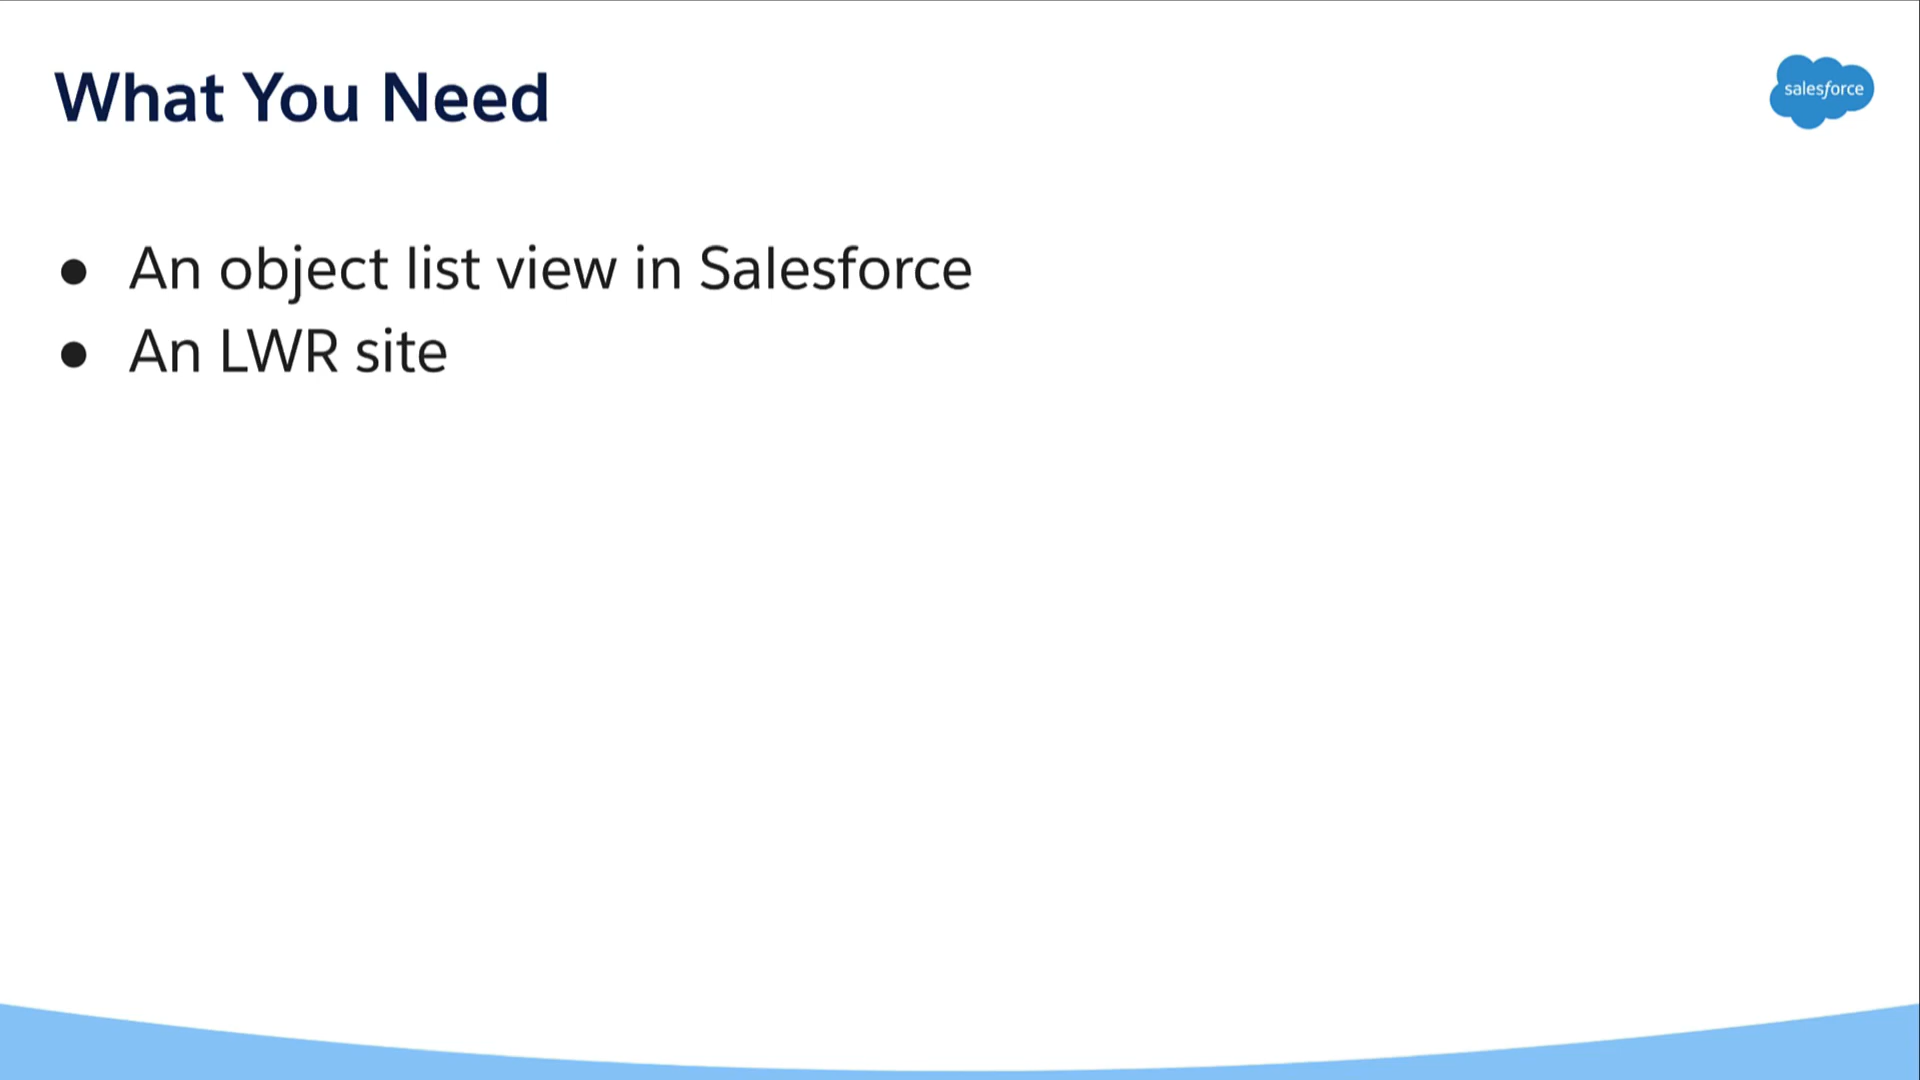 What You Need
salesforce
● An object list view in Salesforce
● An LWR site